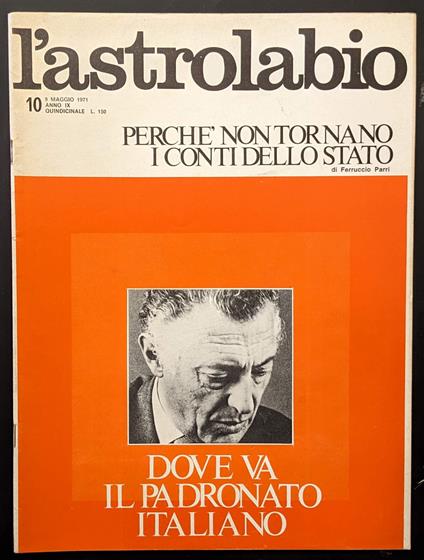 l'astrolabio
10
9 MAGGIO 1971
ANNO IX
QUINDICINALE L. 150
PERCHE' NON TORNANO
I CONTI DELLO STATO
di Ferruccio Parri
DOVE VA
IL PADRONATO
ITALIANO